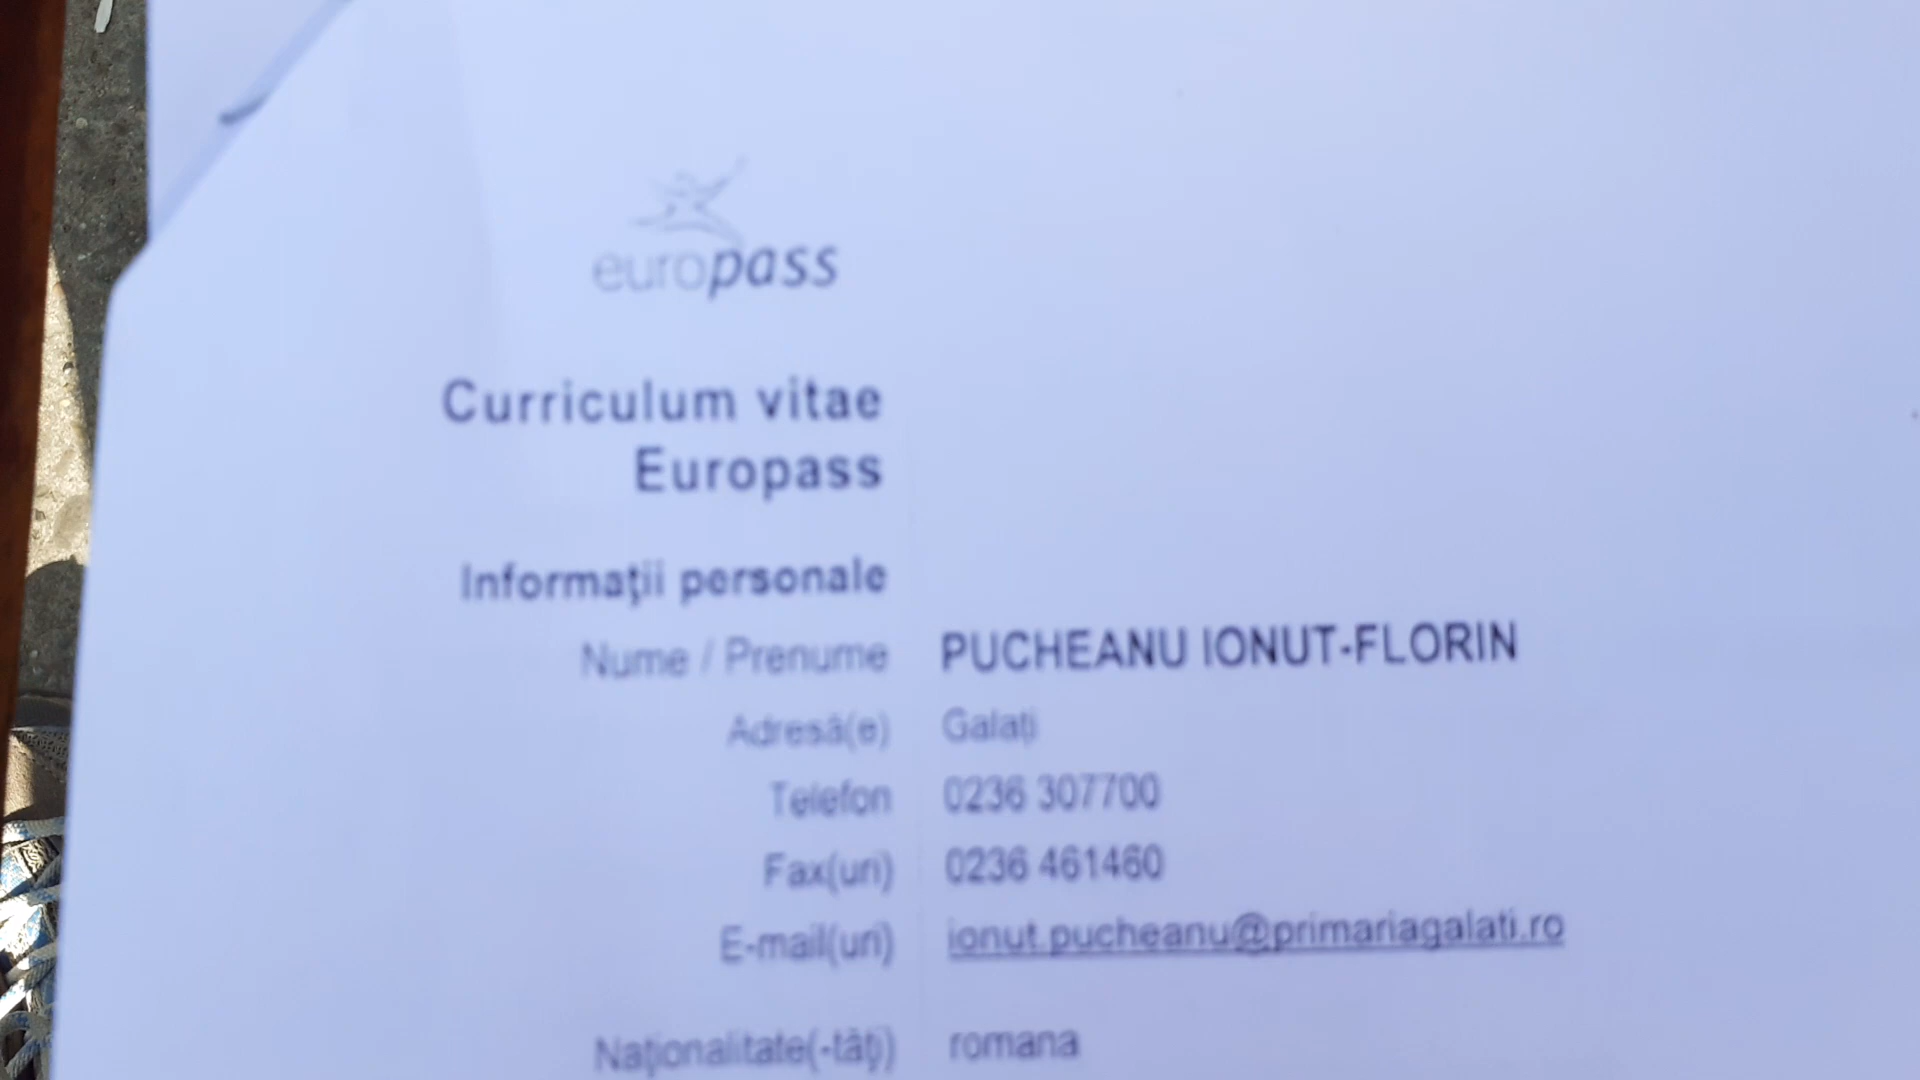 europass
Curriculum vitae
Europass
Informaţii personale
Nume / Prenume PUCHEANU IONUT-FLORIN
Adresă(e) Galaţi
Telefon 0236 307700
Fax(uri) 0236 461460
E-mail(uri) ionut.pucheanu@primariagalati.ro
Naţionalitate(-tăţi) romana